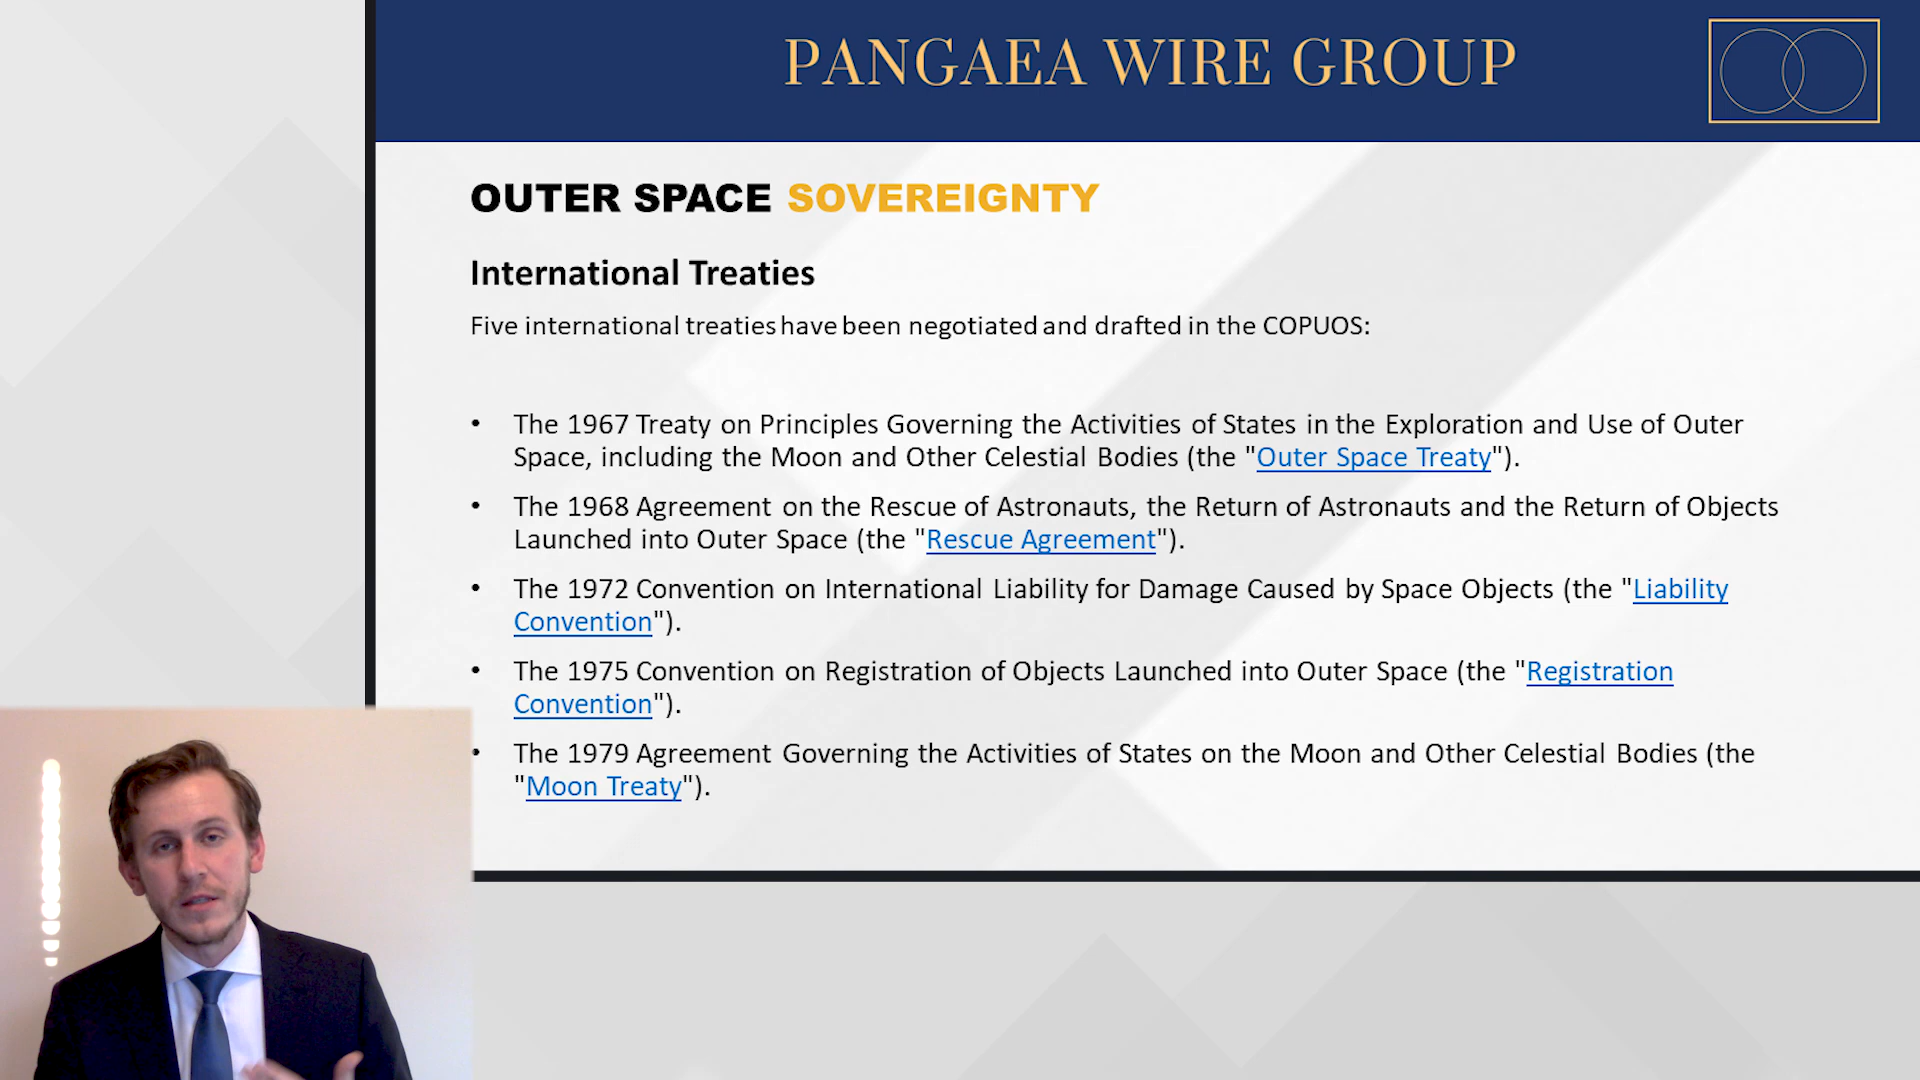 PANGAEA WIRE GROUP
OUTER SPACE SOVEREIGNTY
International Treaties
Five international treaties have been negotiated and drafted in the COPUOS:
• The 1967 Treaty on Principles Governing the Activities of States in the Exploration and Use of Outer
Space, including the Moon and Other Celestial Bodies (the "Outer Space Treaty").
• The 1968 Agreement on the Rescue of Astronauts, the Return of Astronauts and the Return of Objects
Launched into Outer Space (the "Rescue Agreement").
• The 1972 Convention on International Liability for Damage Caused by Space Objects (the "Liability
Convention").
• The 1975 Convention on Registration of Objects Launched into Outer Space (the "Registration
Convention").
• The 1979 Agreement Governing the Activities of States on the Moon and Other Celestial Bodies (the
"Moon Treaty").